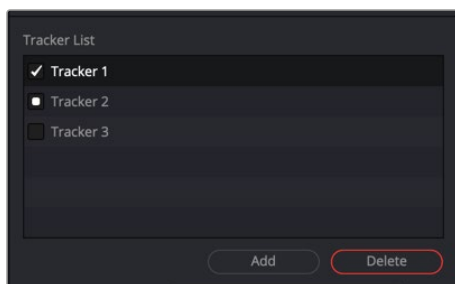 Tracker List
Tracker 1
Tracker 2
Tracker 3
Add Delete